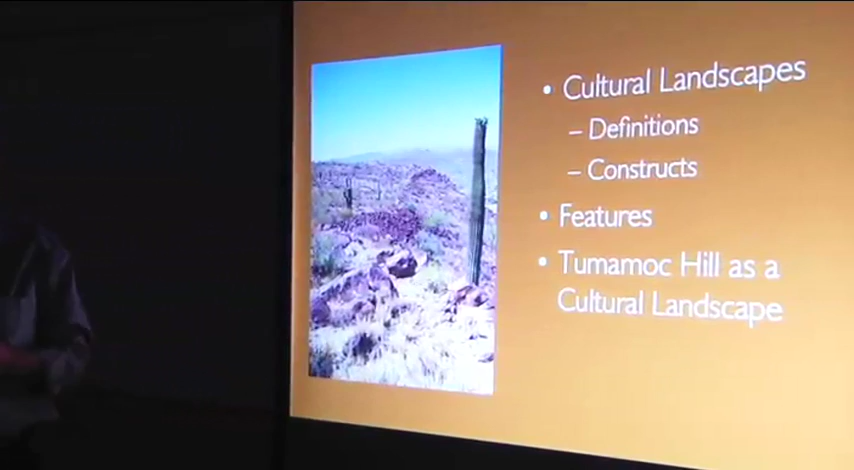 • Cultural Landscapes
– Definitions
– Constructs
• Features
• Tumamoc Hill as a
Cultural Landscape